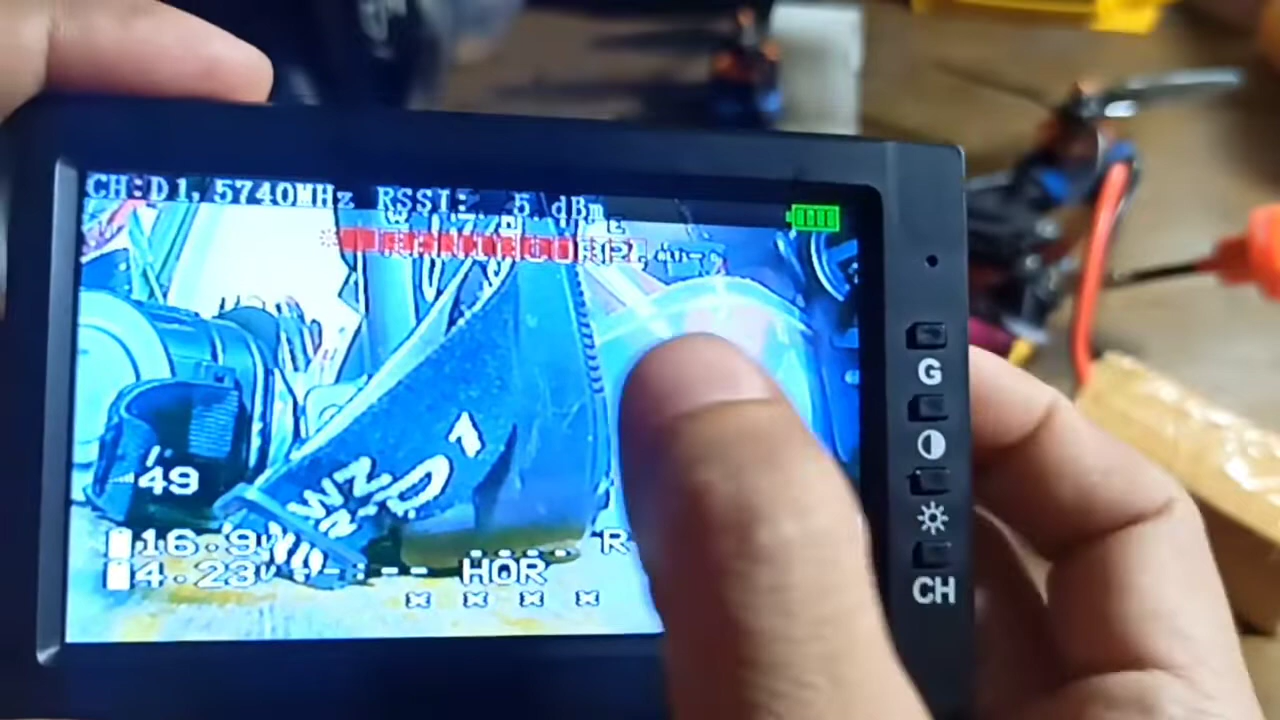 CH:D1, 5740MHz RSSI: 5 dBm
W E
49
16.9V
4.23V --:-- HOR R
G
CH